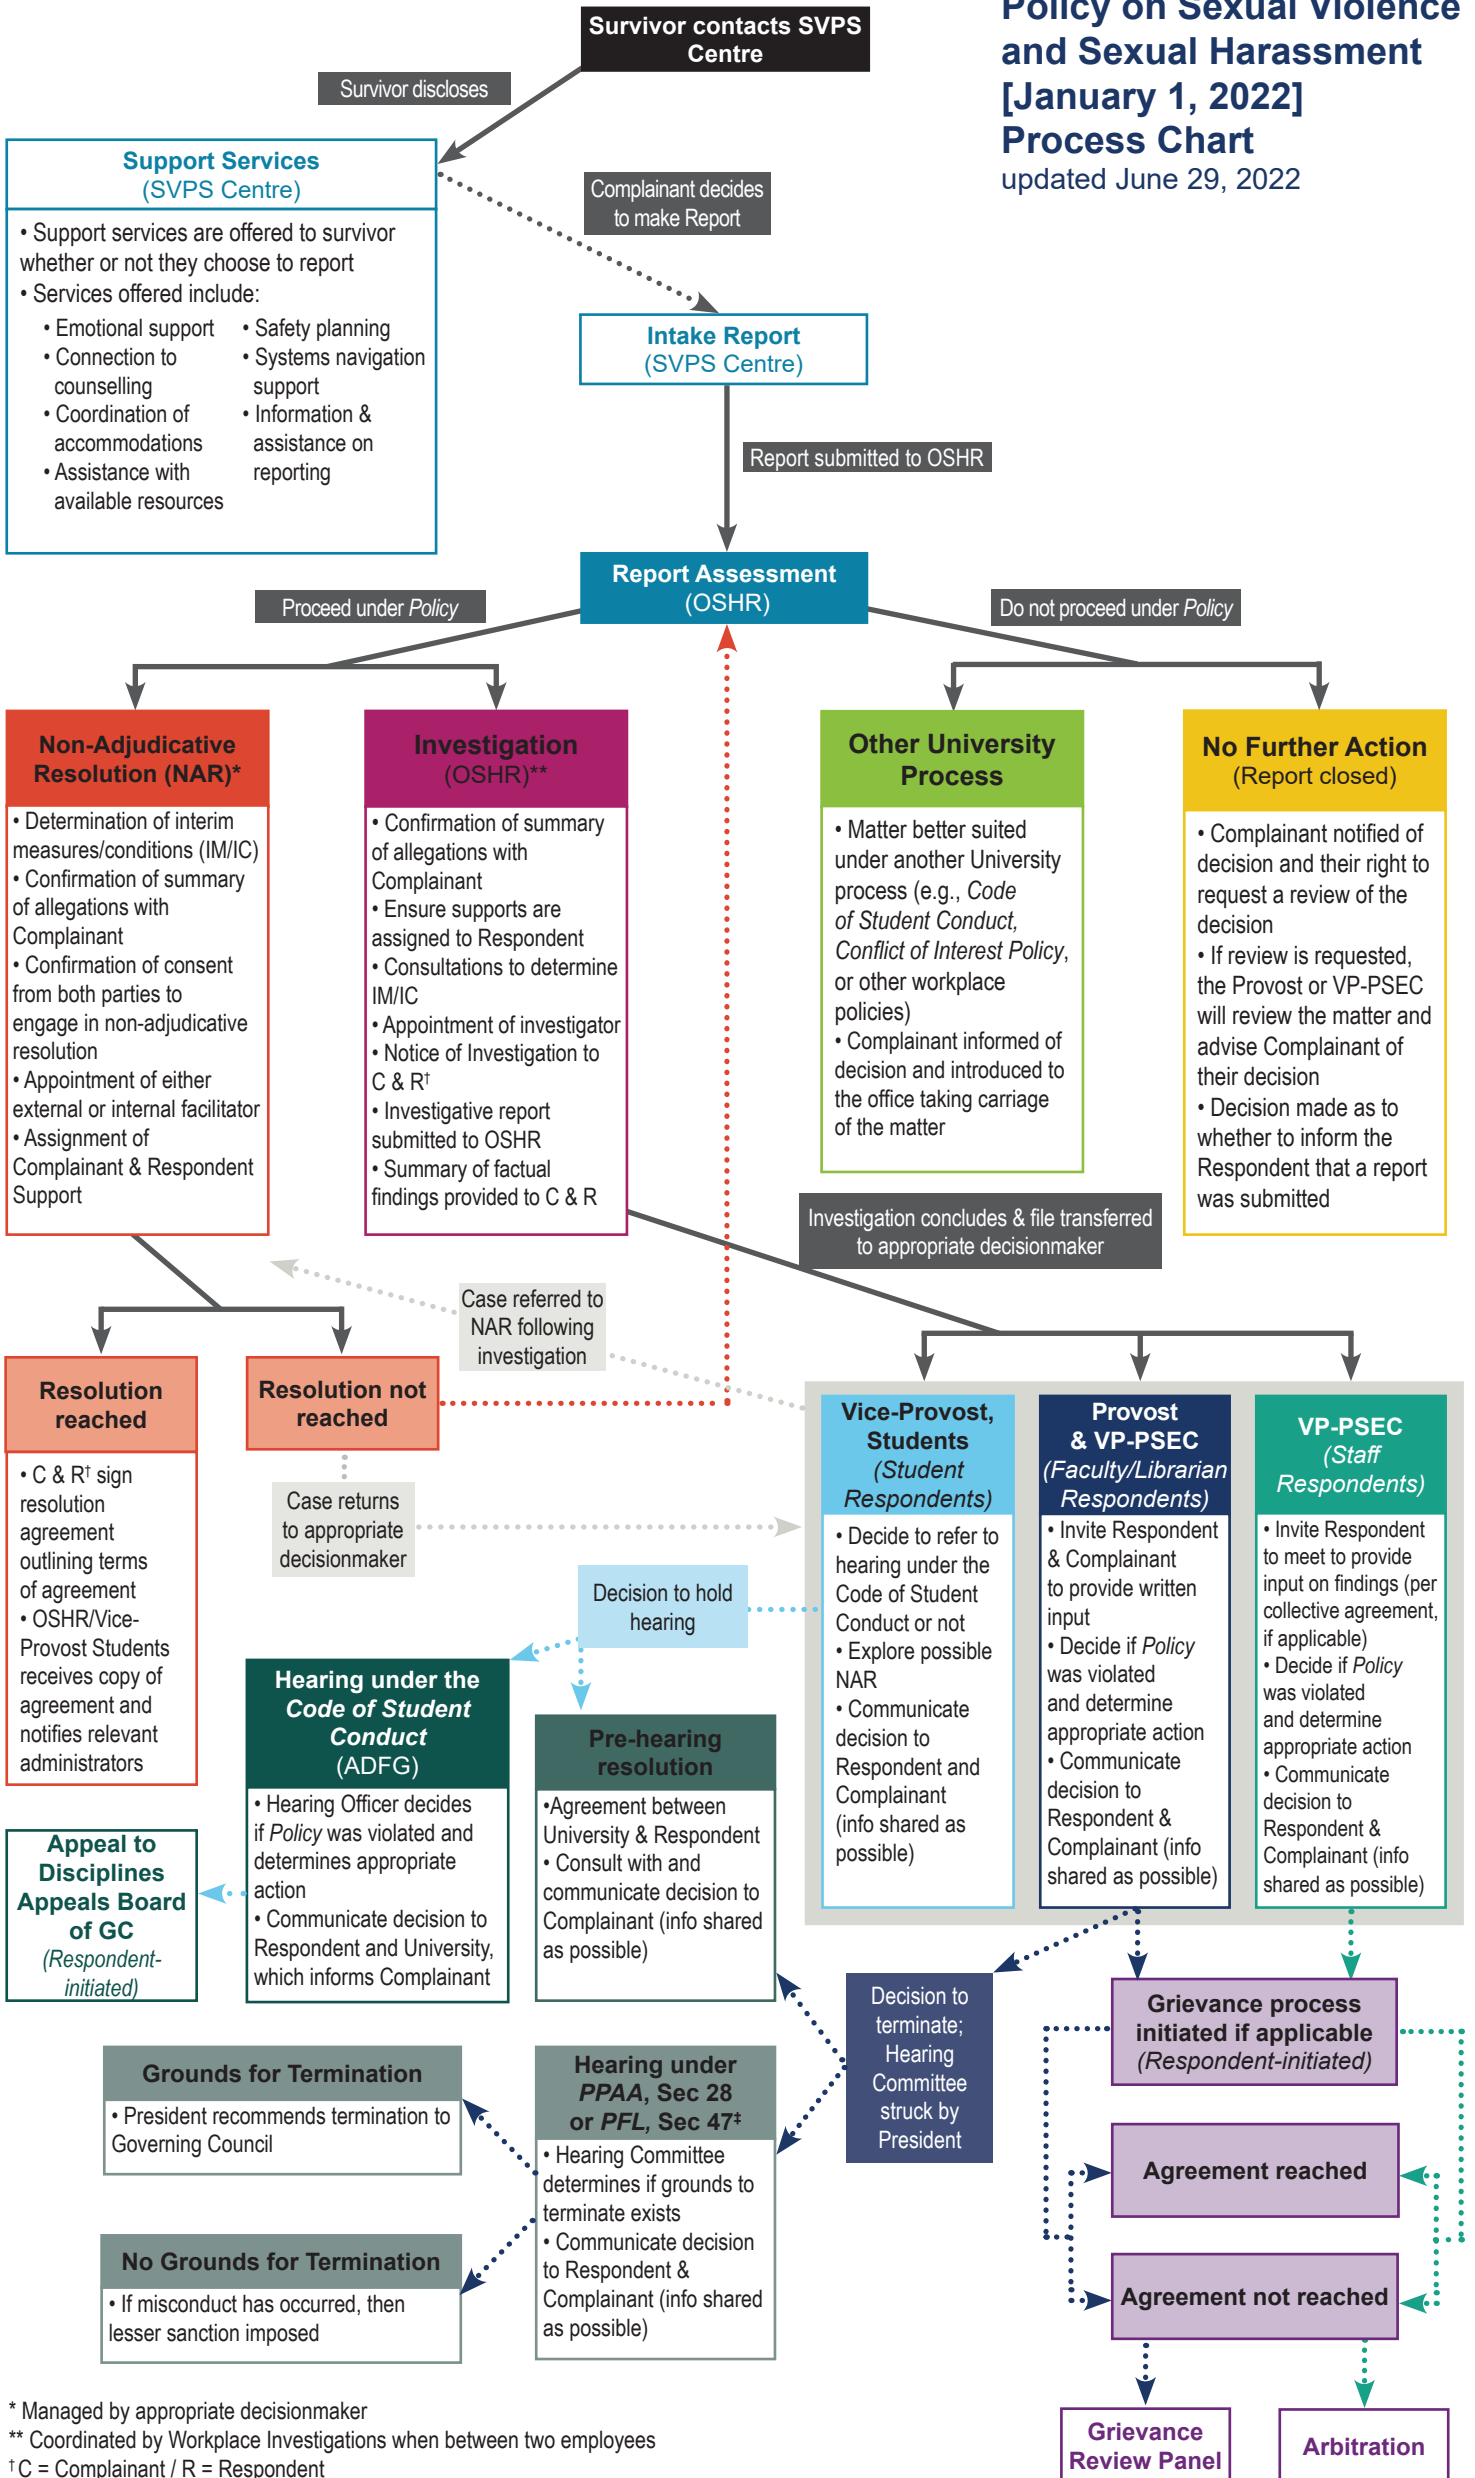 Policy on Sexual Violence
and Sexual Harassment
[January 1, 2022]
Process Chart
updated June 29, 2022
Survivor contacts SVPS
Centre
Survivor discloses
Support Services
(SVPS Centre)
• Support services are offered to survivor
whether or not they choose to report
• Services offered include:
• Emotional support
• Connection to
counselling
• Coordination of
accommodations
• Assistance with
available resources
• Safety planning
• Systems navigation
support
• Information &
assistance on
reporting
Complainant decides
to make Report
Intake Report
(SVPS Centre)
Report submitted to OSHR
Report Assessment
(OSHR)
Proceed under Policy
Do not proceed under Policy
Non-Adjudicative
Resolution (NAR)*
• Determination of interim
measures/conditions (IM/IC)
• Confirmation of summary
of allegations with
Complainant
• Confirmation of consent
from both parties to
engage in non-adjudicative
resolution
• Appointment of either
external or internal facilitator
• Assignment of
Complainant & Respondent
Support
Investigation
(OSHR)**
• Confirmation of summary
of allegations with
Complainant
• Ensure supports are
assigned to Respondent
• Consultations to determine
IM/IC
• Appointment of investigator
• Notice of Investigation to
C & R†
• Investigative report
submitted to OSHR
• Summary of factual
findings provided to C & R
Other University
Process
• Matter better suited
under another University
process (e.g., Code
of Student Conduct,
Conflict of Interest Policy,
or other workplace
policies)
• Complainant informed of
decision and introduced to
the office taking carriage
of the matter
No Further Action
(Report closed)
• Complainant notified of
decision and their right to
request a review of the
decision
• If review is requested,
the Provost or VP-PSEC
will review the matter and
advise Complainant of
their decision
• Decision made as to
whether to inform the
Respondent that a report
was submitted
Investigation concludes & file transferred
to appropriate decisionmaker
Case referred to
NAR following
investigation
Resolution
reached
• C & R† sign
resolution
agreement
outlining terms
of agreement
• OSHR/Vice-
Provost Students
receives copy of
agreement and
notifies relevant
administrators
Resolution not
reached
Case returns
to appropriate
decisionmaker
Vice-Provost,
Students
(Student
Respondents)
• Decide to refer to
hearing under the
Code of Student
Conduct or not
• Explore possible
NAR
• Communicate
decision to
Respondent and
Complainant
(info shared as
possible)
Provost
& VP-PSEC
(Faculty/Librarian
Respondents)
• Invite Respondent
& Complainant
to provide written
input
• Decide if Policy
was violated
and determine
appropriate action
• Communicate
decision to
Respondent &
Complainant (info
shared as possible)
VP-PSEC
(Staff
Respondents)
• Invite Respondent
to meet to provide
input on findings (per
collective agreement,
if applicable)
• Decide if Policy
was violated
and determine
appropriate action
• Communicate
decision to
Respondent &
Complainant (info
shared as possible)
Decision to hold
hearing
Hearing under the
Code of Student
Conduct
(ADFG)
• Hearing Officer decides
if Policy was violated and
determines appropriate
action
• Communicate decision to
Respondent and University,
which informs Complainant
Pre-hearing
resolution
•Agreement between
University & Respondent
• Consult with and
communicate decision to
Complainant (info shared
as possible)
Appeal to
Disciplines
Appeals Board
of GC
(Respondent-
initiated)
Decision to
terminate;
Hearing
Committee
struck by
President
Grievance process
initiated if applicable
(Respondent-initiated)
Grounds for Termination
• President recommends termination to
Governing Council
Hearing under
PPAA, Sec 28
or PFL, Sec 47‡
• Hearing Committee
determines if grounds to
terminate exists
• Communicate decision
to Respondent &
Complainant (info shared
as possible)
Agreement reached
No Grounds for Termination
• If misconduct has occurred, then
lesser sanction imposed
Agreement not reached
Grievance
Review Panel
Arbitration
* Managed by appropriate decisionmaker
** Coordinated by Workplace Investigations when between two employees
† C = Complainant / R = Respondent